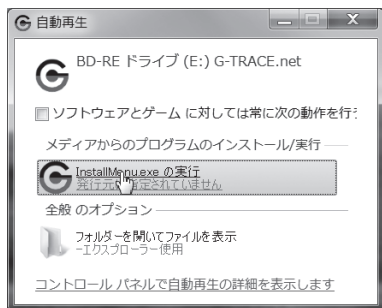 自動再生
BD-RE ドライブ (E:) G-TRACE.net
ソフトウェアとゲーム に対しては常に次の動作を行う:
メディアからのプログラムのインストール/実行
InstallMenu.exe の実行
発行元 指定されていません
全般 のオプション
フォルダーを開いてファイルを表示
-エクスプローラー使用
コントロール パネルで自動再生の詳細を表示します